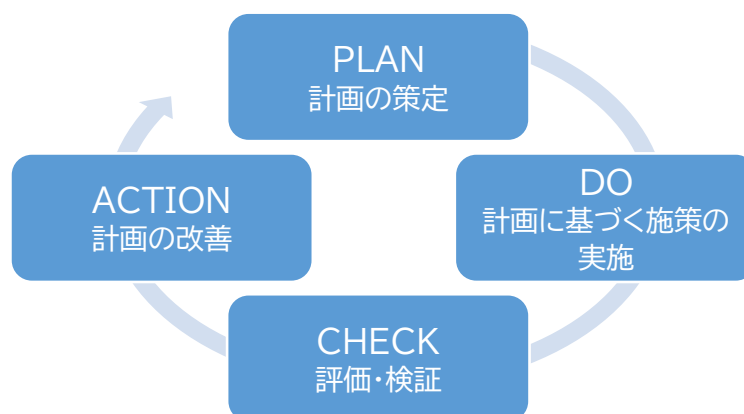 PLAN
計画の策定
DO
計画に基づく施策の
実施
CHECK
評価・検証
ACTION
計画の改善